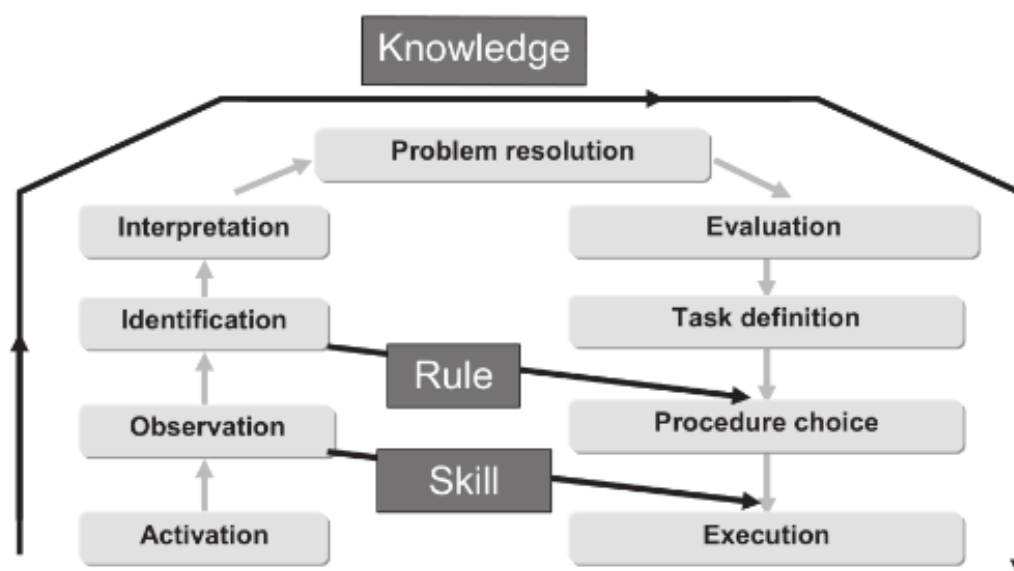 Knowledge
Problem resolution
Interpretation
Evaluation
Identification
Task definition
Rule
Observation
Procedure choice
Skill
Activation
Execution